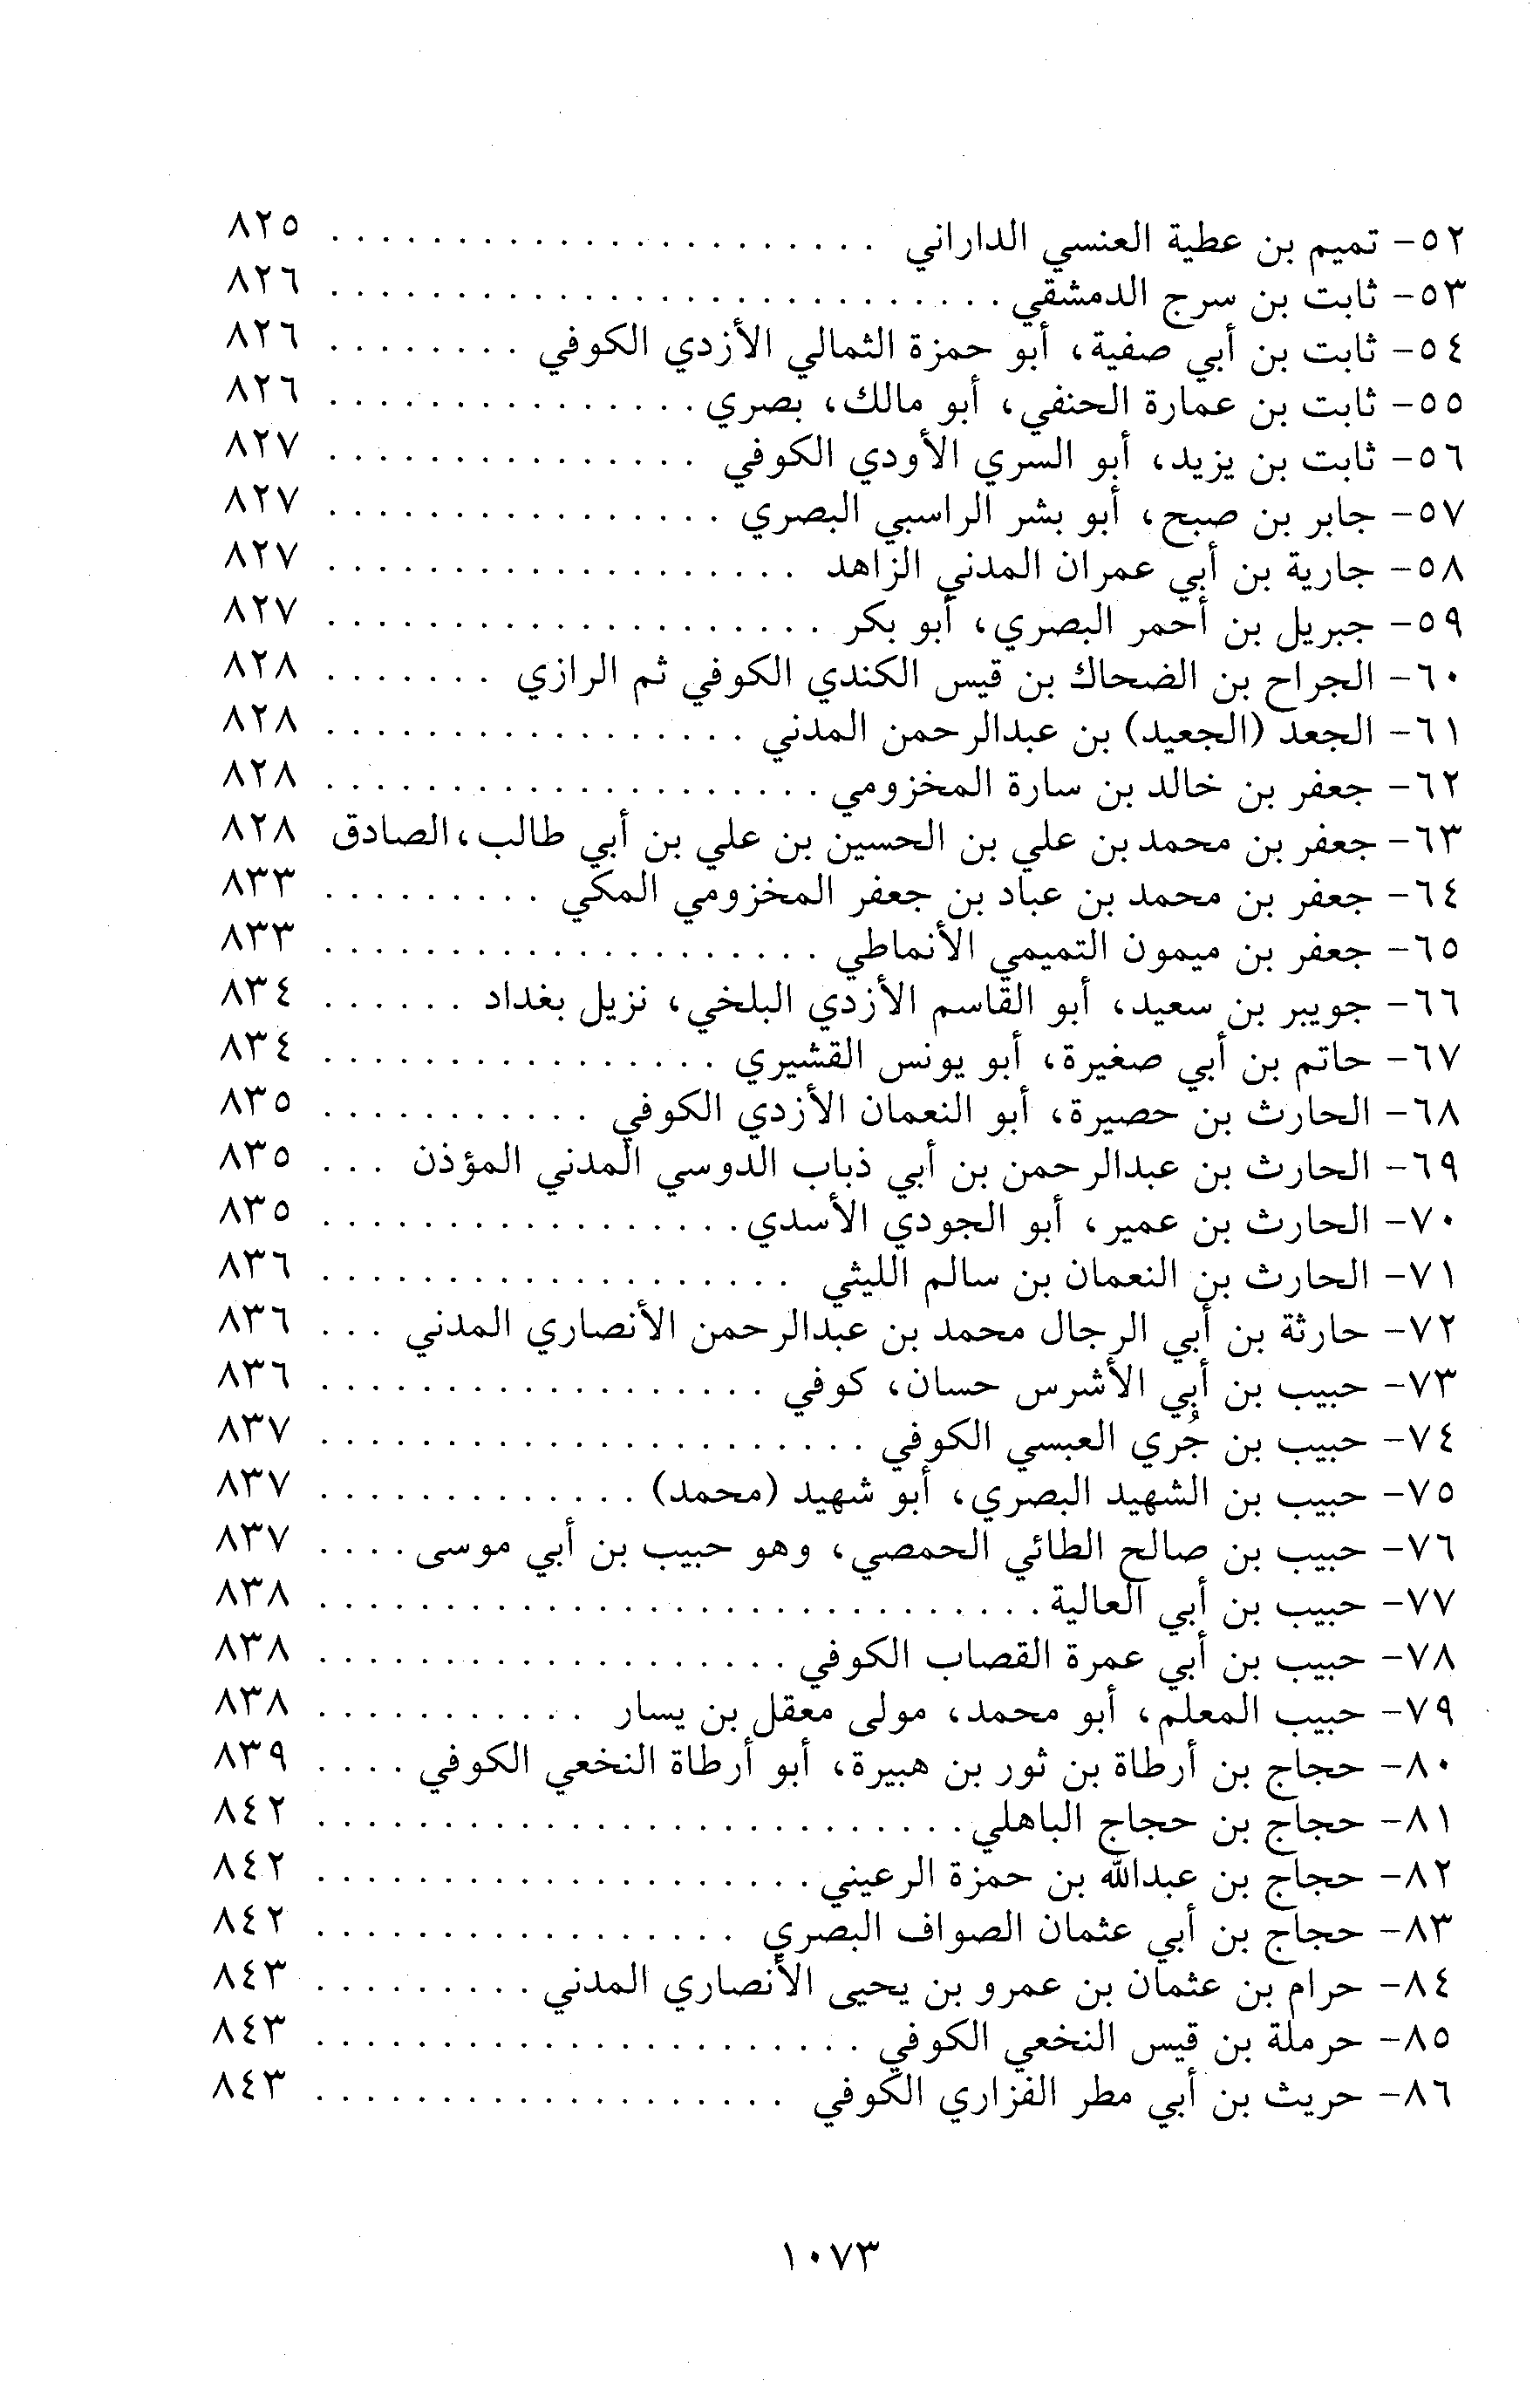 ٥٢- تميم بن عطية العنسي الداراني . . . . . . . . . . . . . . . . . . . . . . ٨٢٥
٥٣- ثابت بن سرج الدمشقي . . . . . . . . . . . . . . . . . . . . . . . . . . . ٨٢٦
٥٤- ثابت بن أبي صفية، أبو حمزة الثمالي الأزدي الكوفي . . . . . . . . ٨٢٦
٥٥- ثابت بن عمارة الحنفي، أبو مالك، بصري . . . . . . . . . . . . . . . ٨٢٦
٥٦- ثابت بن يزيد، أبو السري الأودي الكوفي . . . . . . . . . . . . . . . ٨٢٧
٥٧- جابر بن صبح، أبو بشر الراسبي البصري . . . . . . . . . . . . . . . . ٨٢٧
٥٨- جارية بن أبي عمران المدني الزاهد . . . . . . . . . . . . . . . . . . . ٨٢٧
٥٩- جبريل بن أحمر البصري، أبو بكر . . . . . . . . . . . . . . . . . . . . ٨٢٧
٦٠- الجراح بن الضحاك بن قيس الكندي الكوفي ثم الرازي . . . . . . . ٨٢٨
٦١- الجعد (الجعيد) بن عبدالرحمن المدني . . . . . . . . . . . . . . . . . ٨٢٨
٦٢- جعفر بن خالد بن سارة المخزومي . . . . . . . . . . . . . . . . . . . . ٨٢٨
٦٣- جعفر بن محمد بن علي بن الحسين بن علي بن أبي طالب، الصادق ٨٢٨
٦٤- جعفر بن محمد بن عباد بن جعفر المخزومي المكي . . . . . . . . . ٨٣٣
٦٥- جعفر بن ميمون التميمي الأنماطي . . . . . . . . . . . . . . . . . . . . ٨٣٣
٦٦- جويبر بن سعيد، أبو القاسم الأزدي البلخي، نزيل بغداد . . . . . . ٨٣٤
٦٧- حاتم بن أبي صغيرة، أبو يونس القشيري . . . . . . . . . . . . . . . . ٨٣٤
٦٨- الحارث بن حصيرة، أبو النعمان الأزدي الكوفي . . . . . . . . . . . ٨٣٥
٦٩- الحارث بن عبدالرحمن بن أبي ذباب الدوسي المدني المؤذن . . . ٨٣٥
٧٠- الحارث بن عمير، أبو الجودي الأسدي . . . . . . . . . . . . . . . . . ٨٣٥
٧١- الحارث بن النعمان بن سالم الليثي . . . . . . . . . . . . . . . . . . . ٨٣٦
٧٢- حارثة بن أبي الرجال محمد بن عبدالرحمن الأنصاري المدني . . . ٨٣٦
٧٣- حبيب بن أبي الأشرس حسان، كوفي . . . . . . . . . . . . . . . . . . ٨٣٦
٧٤- حبيب بن جُري العبسي الكوفي . . . . . . . . . . . . . . . . . . . . . . ٨٣٧
٧٥- حبيب بن الشهيد البصري، أبو شهيد (محمد) . . . . . . . . . . . . . ٨٣٧
٧٦- حبيب بن صالح الطائي الحمصي، وهو حبيب بن أبي موسى . . . . ٨٣٧
٧٧- حبيب بن أبي العالية . . . . . . . . . . . . . . . . . . . . . . . . . . . . . ٨٣٨
٧٨- حبيب بن أبي عمرة القصاب الكوفي . . . . . . . . . . . . . . . . . . . ٨٣٨
٧٩- حبيب المعلم، أبو محمد، مولى معقل بن يسار . . . . . . . . . . . ٨٣٨
٨٠- حجاج بن أرطاة بن ثور بن هبيرة، أبو أرطاة النخعي الكوفي . . . . ٨٣٩
٨١- حجاج بن حجاج الباهلي . . . . . . . . . . . . . . . . . . . . . . . . . . ٨٤٢
٨٢- حجاج بن عبدالله بن حمزة الرعيني . . . . . . . . . . . . . . . . . . . . ٨٤٢
٨٣- حجاج بن أبي عثمان الصواف البصري . . . . . . . . . . . . . . . . . ٨٤٢
٨٤- حرام بن عثمان بن عمرو بن يحيى الأنصاري المدني . . . . . . . . . ٨٤٣
٨٥- حرملة بن قيس النخعي الكوفي . . . . . . . . . . . . . . . . . . . . . . ٨٤٣
٨٦- حريث بن أبي مطر الفزاري الكوفي . . . . . . . . . . . . . . . . . . . ٨٤٣
١٠٧٣